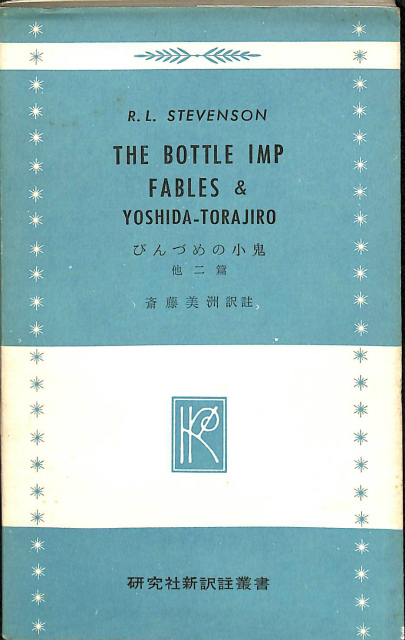 R. L. STEVENSON
THE BOTTLE IMP
FABLES &
YOSHIDA-TORAJIRO
びんづめの小鬼
他二篇
斎藤美洲訳註
研究社新訳註叢書